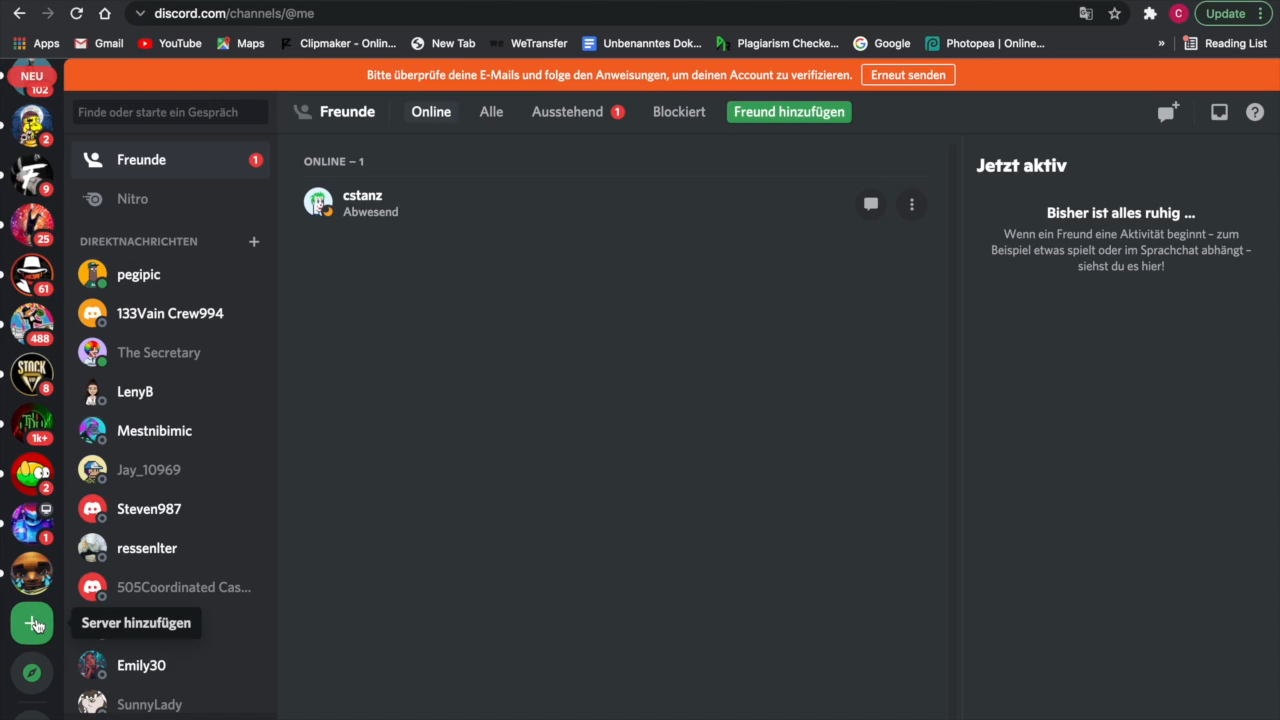 discord.com/channels/@me
C
Update
Apps
Gmail
YouTube
Maps
Clipmaker - Onlin...
New Tab
WeTransfer
Unbenanntes Dok...
Plagiarism Checke...
Google
Photopea | Online...
»
Reading List
NEU
102
Bitte überprüfe deine E-Mails und folge den Anweisungen, um deinen Account zu verifizieren.
Erneut senden
Finde oder starte ein Gespräch
Freunde
Online
Alle
Ausstehend 1
Blockiert
Freund hinzufügen
2
9
25
61
488
STOCK
8
1k+
2
1
Freunde 1
Nitro
DIREKTNACHRICHTEN +
pegipic
133Vain Crew994
The Secretary
LenyB
Mestnibimic
Jay_10969
Steven987
ressenlter
505Coordinated Cas...
Server hinzufügen
Emily30
SunnyLady
ONLINE – 1
cstanz
Abwesend
Jetzt aktiv
Bisher ist alles ruhig ...
Wenn ein Freund eine Aktivität beginnt – zum
Beispiel etwas spielt oder im Sprachchat abhängt –
siehst du es hier!